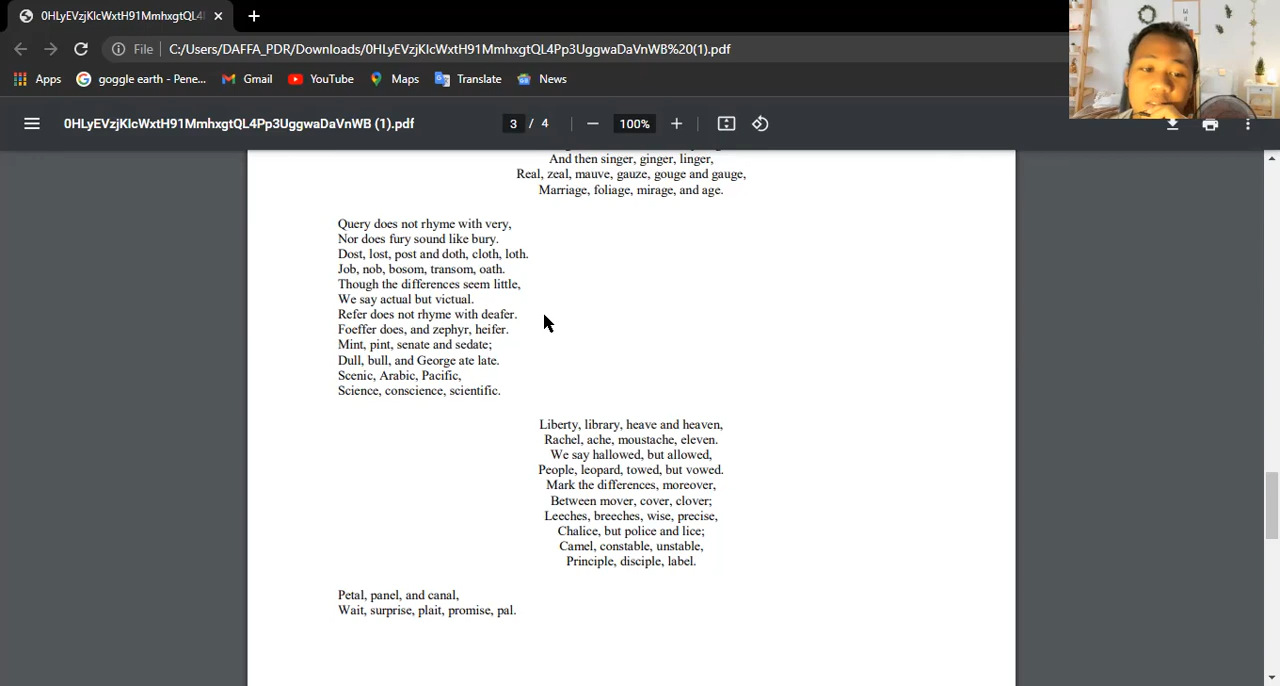 0HLyEVzjKlcWxtH91MmhxgtQL4
File
C:/Users/DAFFA_PDR/Downloads/0HLyEVzjKlcWxtH91MmhxgtQL4Pp3UggwaDaVnWB%20(1).pdf
Apps
goggle earth - Pene...
Gmail
YouTube
Maps
Translate
News
0HLyEVzjKlcWxtH91MmhxgtQL4Pp3UggwaDaVnWB (1).pdf
3 / 4
100%
And then singer, ginger, linger,
Real, zeal, mauve, gauze, gouge and gauge,
Marriage, foliage, mirage, and age.
Query does not rhyme with very,
Nor does fury sound like bury.
Dost, lost, post and doth, cloth, loth.
Job, nob, bosom, transom, oath.
Though the differences seem little,
We say actual but victual.
Refer does not rhyme with deafer.
Foeffer does, and zephyr, heifer.
Mint, pint, senate and sedate;
Dull, bull, and George ate late.
Scenic, Arabic, Pacific,
Science, conscience, scientific.
Liberty, library, heave and heaven,
Rachel, ache, moustache, eleven.
We say hallowed, but allowed,
People, leopard, towed, but vowed.
Mark the differences, moreover,
Between mover, cover, clover;
Leeches, breeches, wise, precise,
Chalice, but police and lice;
Camel, constable, unstable,
Principle, disciple, label.
Petal, panel, and canal,
Wait, surprise, plait, promise, pal.